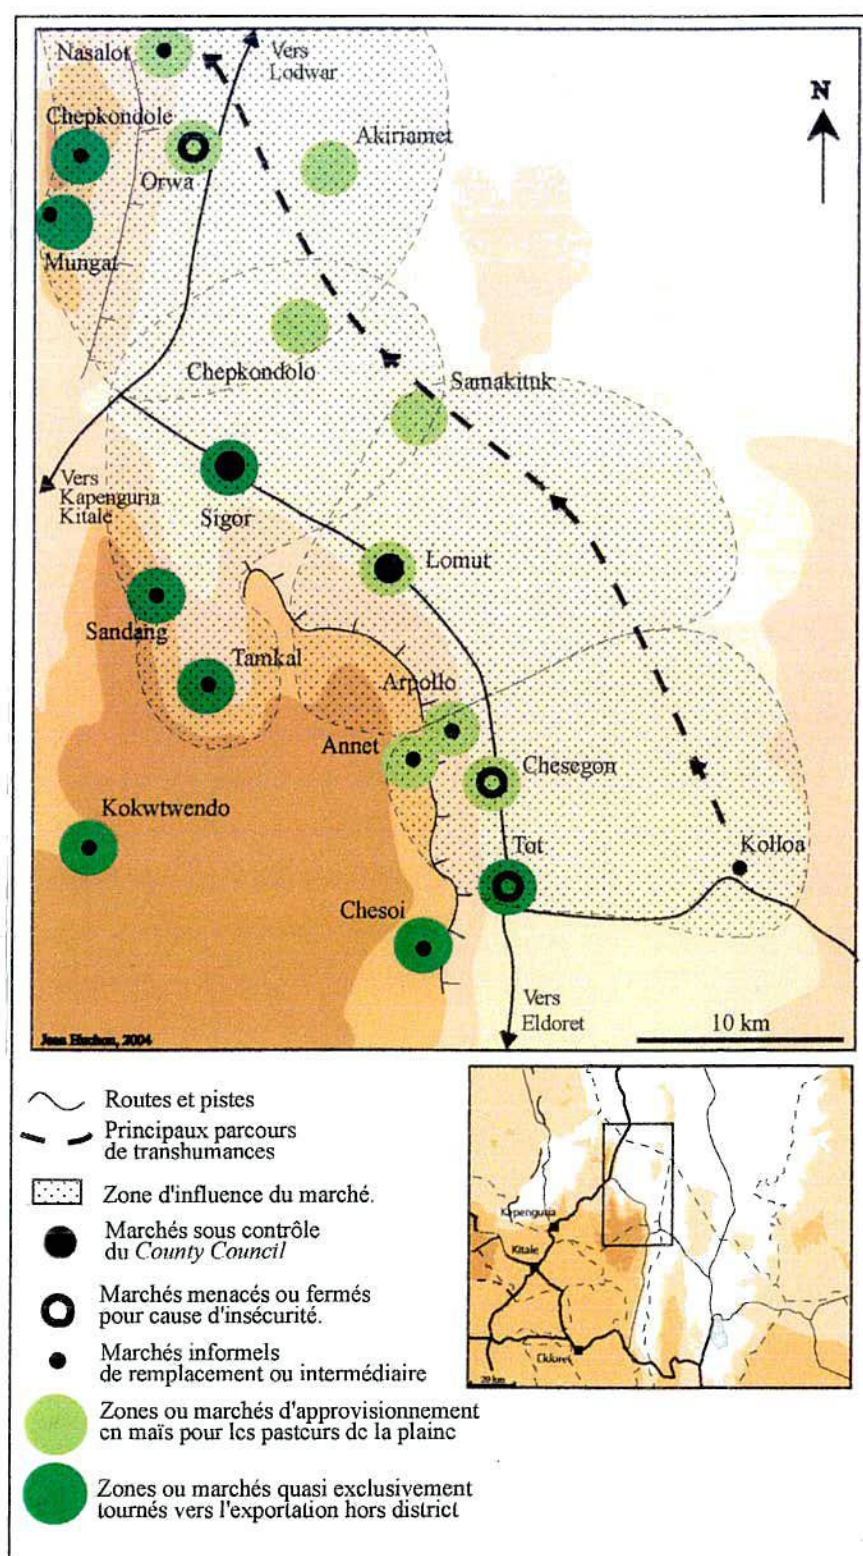 Nasalot
Vers
Lodwar
N
Chepkondole
Akiriamet
Orwa
Mungat
Chepkondolo
Samakituk
Vers
Kapenguria
Kitale
Sigor
Lomut
Sandang
Tamkal
Arpollo
Annet
Chesegon
Kokwtwendo
Tot
Kolloa
Chesoi
Vers
Eldoret
10 km
Jean Huchon, 2004
Routes et pistes
Principaux parcours
de transhumances
Zone d'influence du marché.
Marchés sous contrôle
du County Council
Marchés menacés ou fermés
pour cause d'insécurité.
Marchés informels
de remplacement ou intermédiaire
Zones ou marchés d'approvisionnement
en maïs pour les pasteurs de la plaine
Zones ou marchés quasi exclusivement
tournés vers l'exportation hors district
Kapenguria
Kitale
Eldoret
20 km